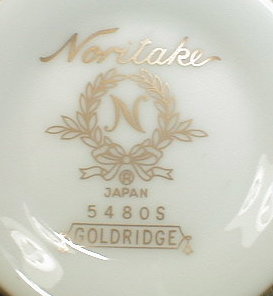 Noritake
N
®
JAPAN
5480S
GOLDRIDGE